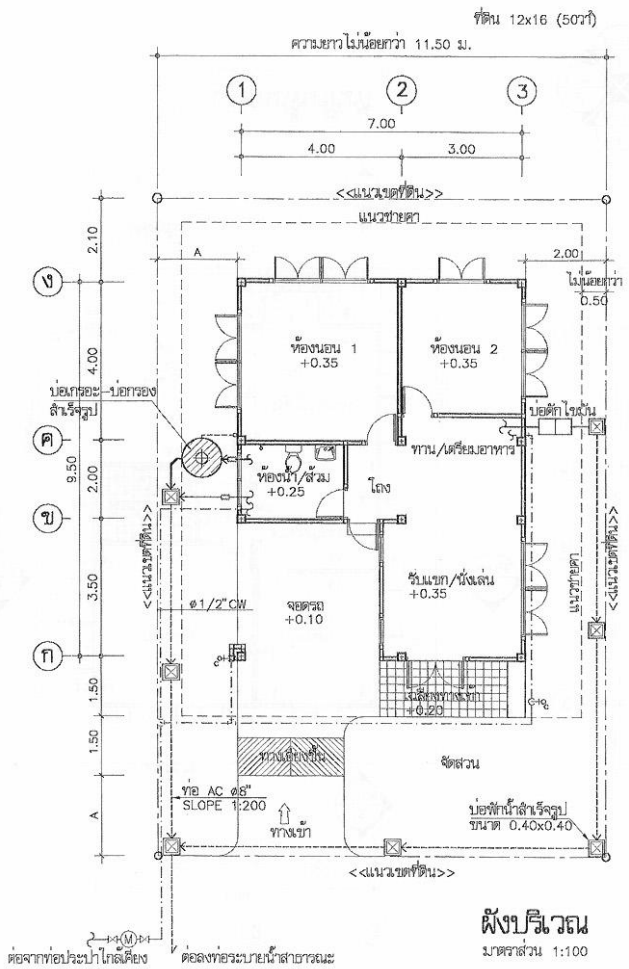 ที่ดิน 12x16 (50วา)
ความยาวไม่น้อยกว่า 11.50 ม.
1
2
3
7.00
4.00
3.00
<<แนวเขตที่ดิน>>
แนวชายคา
2.10
A
2.00
ไม่น้อยกว่า
0.50
ง
4.00
ห้องนอน 1
+0.35
ห้องนอน 2
+0.35
บ่อเกรอะ-บ่อกรอง
สำเร็จรูป
บ่อดักไขมัน
ค
ทาน/เตรียมอาหาร
9.50
2.00
ห้องน้ำ/ส้วม
+0.25
โถง
ข
<<แนวเขตที่ดิน>>
แนวชายคา
<<แนวเขตที่ดิน>>
3.50
ø1/2" CW
จอดรถ
+0.10
รับแขก/นั่งเล่น
+0.35
ก
1.50
เฉลียงทางเข้า
+0.20
1.50
ทางเอียงขึ้น
จัดสวน
A
ท่อ AC ø8"
SLOPE 1:200
ทางเข้า
บ่อพักน้ำสำเร็จรูป
ขนาด 0.40x0.40
<<แนวเขตที่ดิน>>
M
ต่อจากท่อประปาใกล้เคียง
ต่อลงท่อระบายน้ำสาธารณะ
ผังบริเวณ
มาตราส่วน 1:100